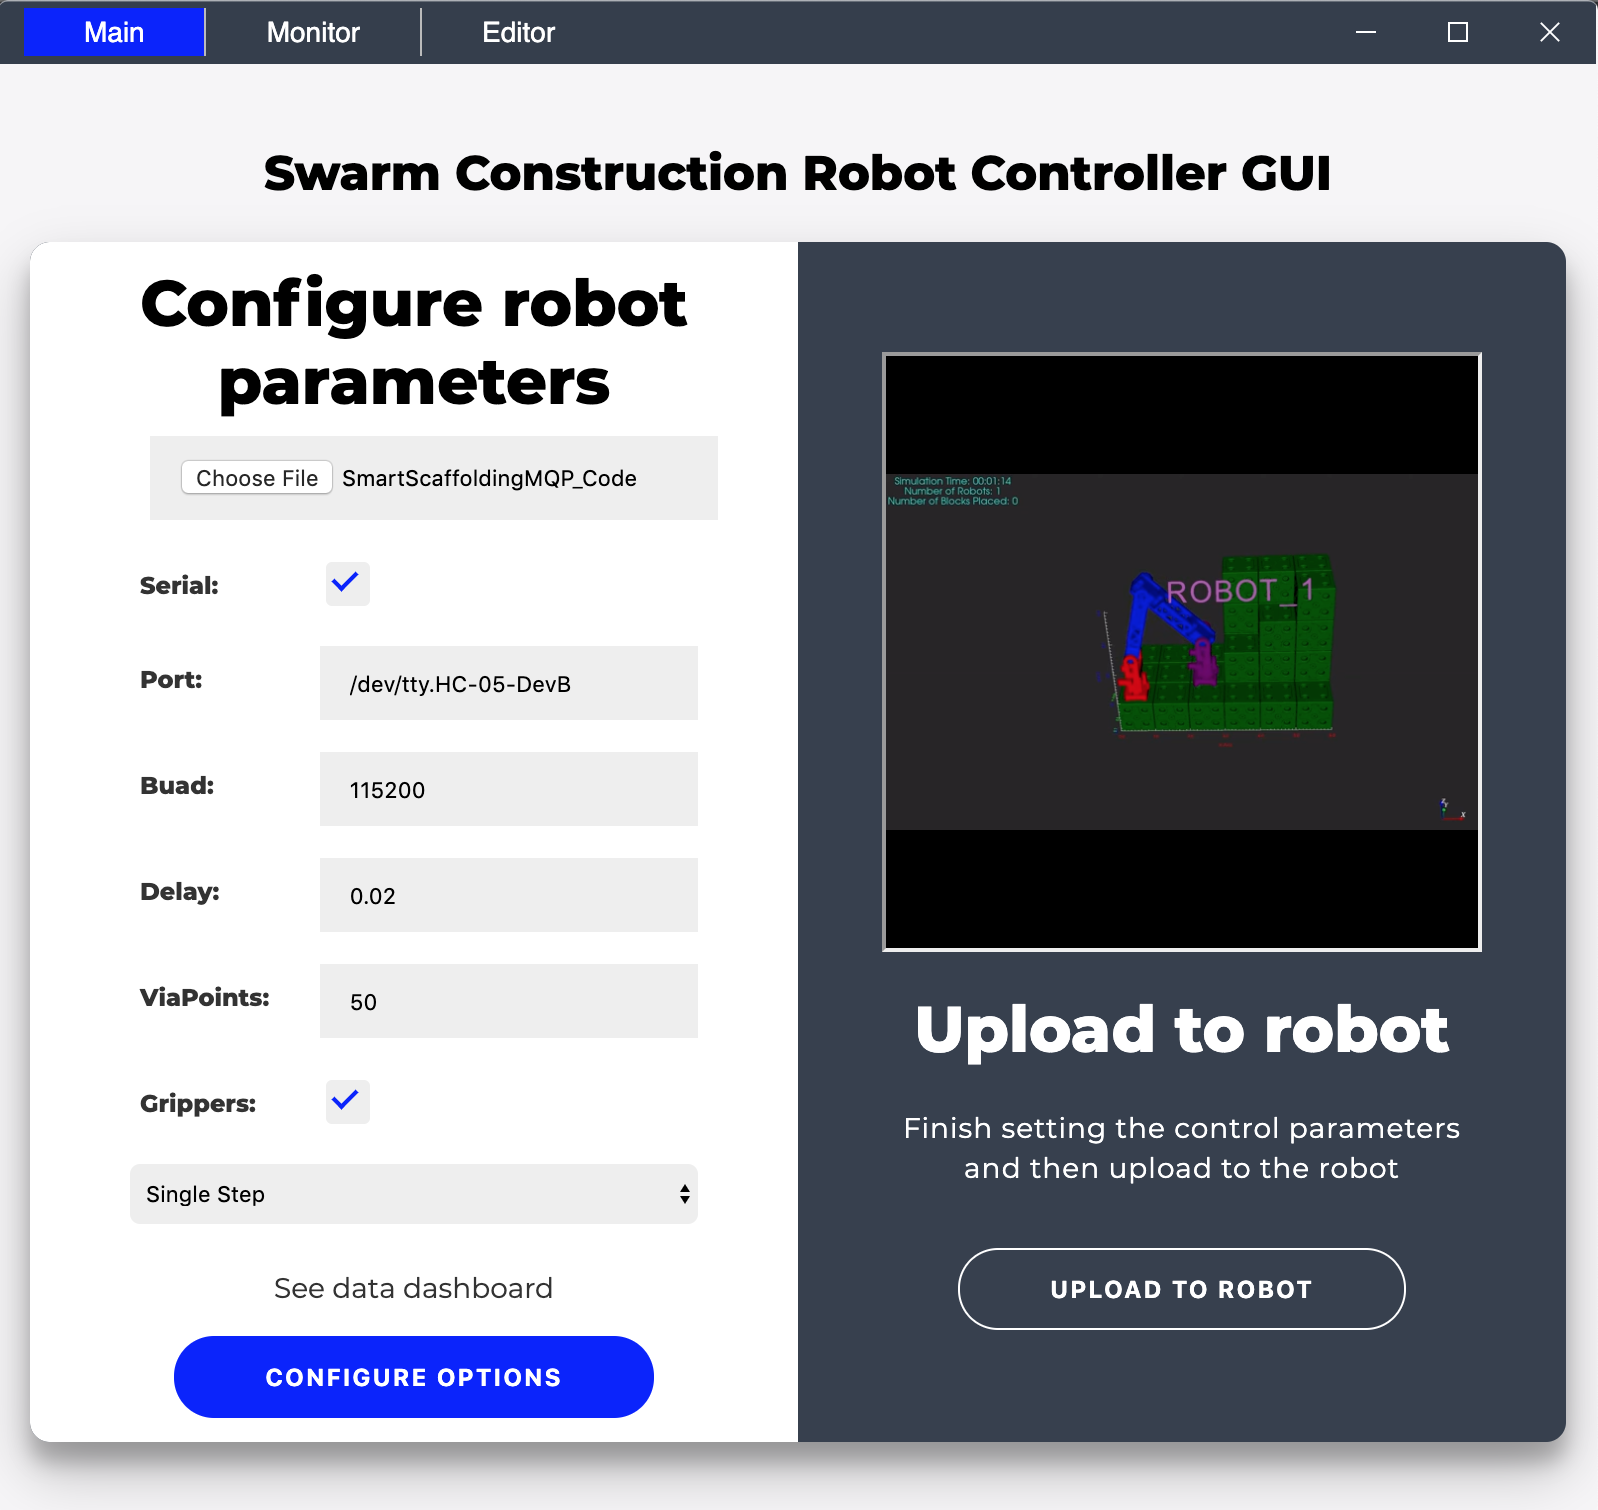 Main
Monitor
Editor
Swarm Construction Robot Controller GUI
Configure robot
parameters
Choose File SmartScaffoldingMQP_Code
Serial:
Port: /dev/tty.HC-05-DevB
Buad: 115200
Delay: 0.02
ViaPoints: 50
Grippers:
Single Step
See data dashboard
CONFIGURE OPTIONS
Simulation Time: 00:01:14
Number of Robots: 1
Number of Blocks Placed: 0
ROBOT_1
X
Upload to robot
Finish setting the control parameters
and then upload to the robot
UPLOAD TO ROBOT